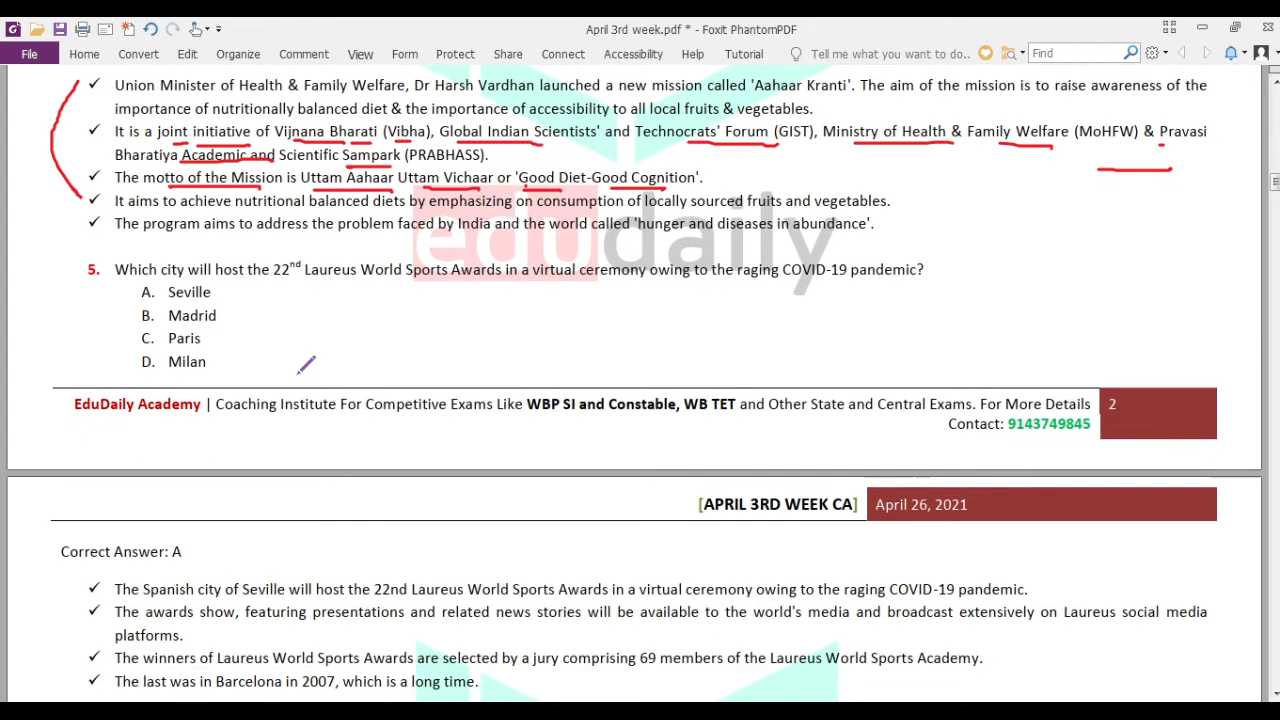 April 3rd week.pdf * - Foxit PhantomPDF
File Home Convert Edit Organize Comment View Form Protect Share Connect Accessibility Help Tutorial Tell me what you want to do... Find
✓ Union Minister of Health & Family Welfare, Dr Harsh Vardhan launched a new mission called 'Aahaar Kranti'. The aim of the mission is to raise awareness of the
importance of nutritionally balanced diet & the importance of accessibility to all local fruits & vegetables.
✓ It is a joint initiative of Vijnana Bharati (Vibha), Global Indian Scientists' and Technocrats' Forum (GIST), Ministry of Health & Family Welfare (MoHFW) & Pravasi
Bharatiya Academic and Scientific Sampark (PRABHASS).
✓ The motto of the Mission is Uttam Aahaar Uttam Vichaar or 'Good Diet-Good Cognition'.
✓ It aims to achieve nutritional balanced diets by emphasizing on consumption of locally sourced fruits and vegetables.
✓ The program aims to address the problem faced by India and the world called 'hunger and diseases in abundance'.
edudaily
5. Which city will host the 22nd Laureus World Sports Awards in a virtual ceremony owing to the raging COVID-19 pandemic?
A. Seville
B. Madrid
C. Paris
D. Milan
EduDaily Academy | Coaching Institute For Competitive Exams Like WBP SI and Constable, WB TET and Other State and Central Exams. For More Details 2
Contact: 9143749845
[APRIL 3RD WEEK CA] April 26, 2021
Correct Answer: A
✓ The Spanish city of Seville will host the 22nd Laureus World Sports Awards in a virtual ceremony owing to the raging COVID-19 pandemic.
✓ The awards show, featuring presentations and related news stories will be available to the world's media and broadcast extensively on Laureus social media
platforms.
✓ The winners of Laureus World Sports Awards are selected by a jury comprising 69 members of the Laureus World Sports Academy.
✓ The last was in Barcelona in 2007, which is a long time.